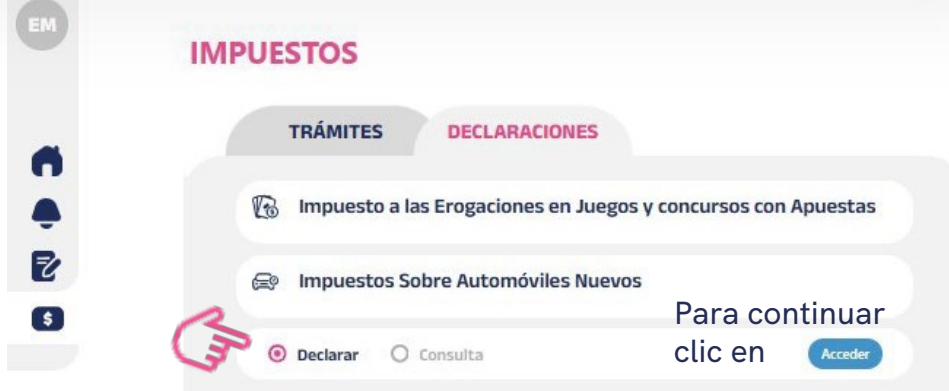 EM
IMPUESTOS
TRÁMITES DECLARACIONES
Impuesto a las Erogaciones en Juegos y concursos con Apuestas
Impuestos Sobre Automóviles Nuevos
Para continuar
Declarar Consulta clic en Acceder